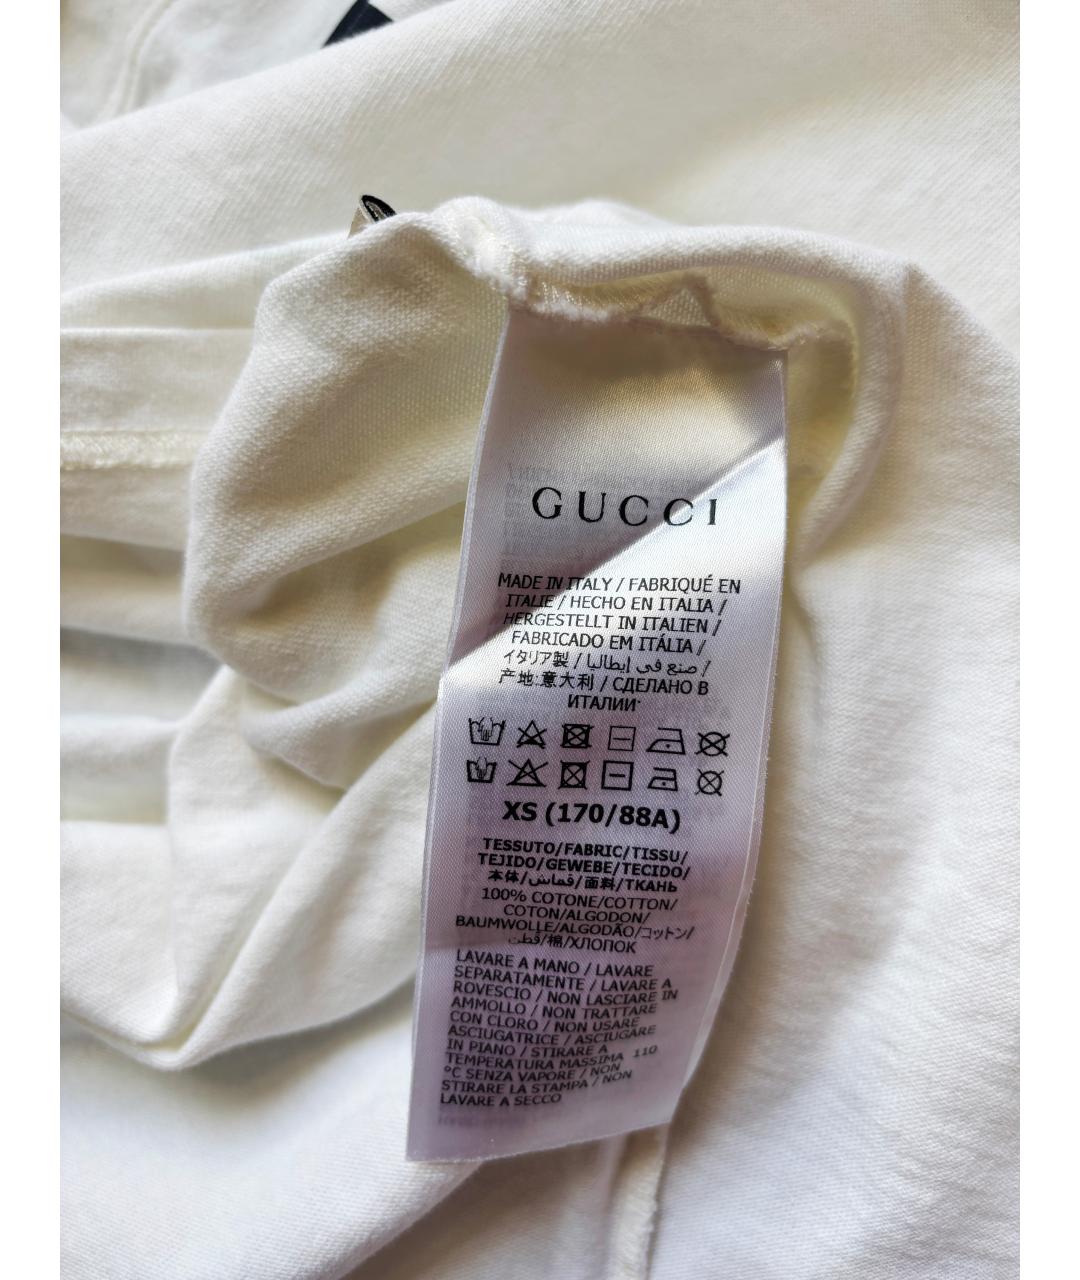 GUCCI
MADE IN ITALY / FABRIQUÉ EN
ITALIE / HECHO EN ITALIA /
HERGESTELLT IN ITALIEN /
FABRICADO EM ITÁLIA /
イタリア製 / صنع في إيطاليا /
产地:意大利 / СДЕЛАНО В
ИТАЛИИ
XS (170/88A)
TESSUTO/FABRIC/TISSU/
TEJIDO/GEWEBE/TECIDO/
本体/قماش/面料/ТКАНЬ
100% COTONE/COTTON/
COTON/ALGODON/
BAUMWOLLE/ALGODÃO/コットン/
قطن/棉/ХЛОПОК
LAVARE A MANO / LAVARE
SEPARATAMENTE / LAVARE A
ROVESCIO / NON LASCIARE IN
AMMOLLO / NON TRATTARE
CON CLORO / NON USARE
ASCIUGATRICE / ASCIUGARE
IN PIANO / STIRARE A
TEMPERATURA MASSIMA 110
°C SENZA VAPORE / NON
STIRARE LA STAMPA / NON
LAVARE A SECCO